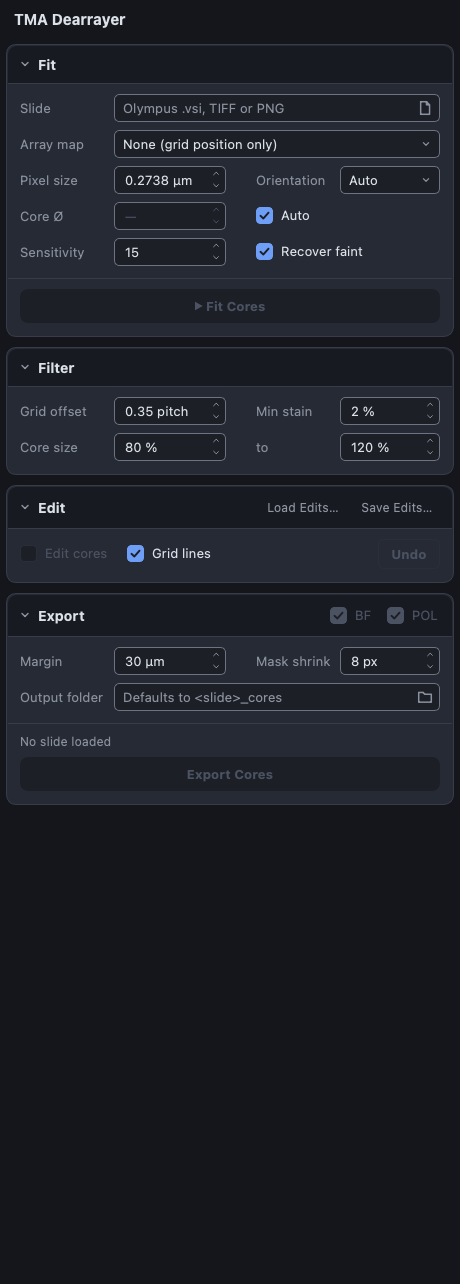 TMA Dearrayer
Fit
Slide Olympus .vsi, TIFF or PNG
Array map None (grid position only)
Pixel size 0.2738 µm Orientation Auto
Core Ø — Auto
Sensitivity 15 Recover faint
Fit Cores
Filter
Grid offset 0.35 pitch Min stain 2 %
Core size 80 % to 120 %
Edit Load Edits... Save Edits...
Edit cores Grid lines Undo
Export BF POL
Margin 30 µm Mask shrink 8 px
Output folder Defaults to <slide>_cores
No slide loaded
Export Cores